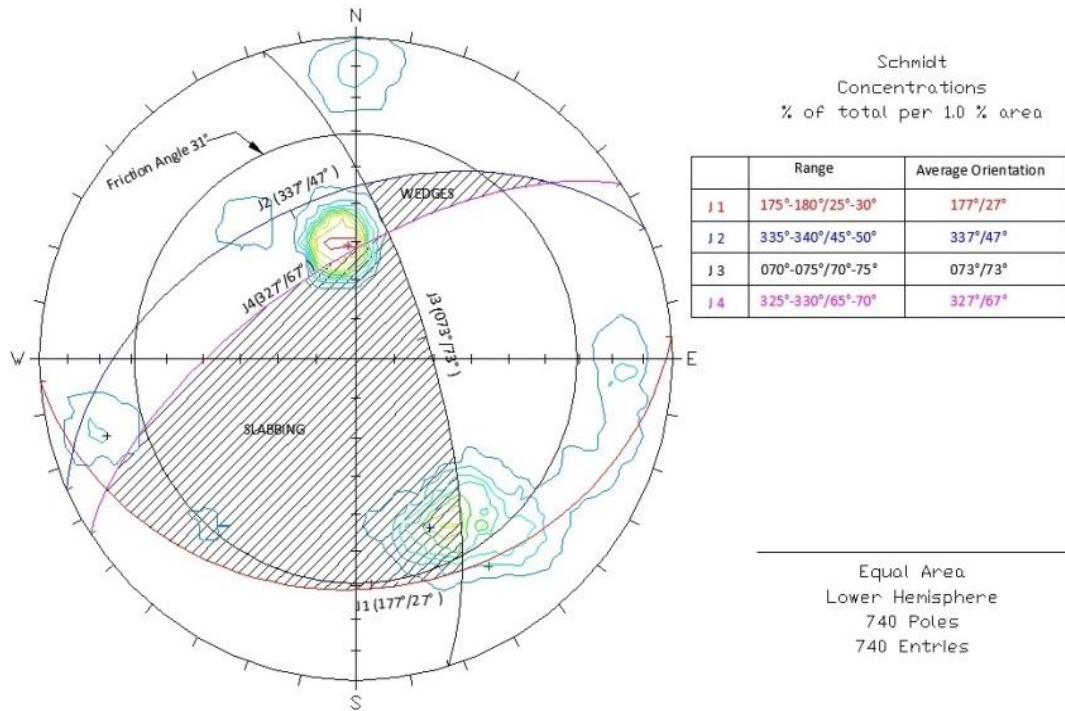 N
Schmidt
Concentrations
% of total per 1.0 % area
Friction Angle 31°
J2 (337°/47°)
WEDGES
Range Average Orientation
J 1 175°-180°/25°-30° 177°/27°
J 2 335°-340°/45°-50° 337°/47°
J 3 070°-075°/70°-75° 073°/73°
J 4 325°-330°/65°-70° 327°/67°
J4(327°/67°)
J3 (073°/73°)
W
E
SLABBING
J1 (177°/27°)
S
Equal Area
Lower Hemisphere
740 Poles
740 Entries